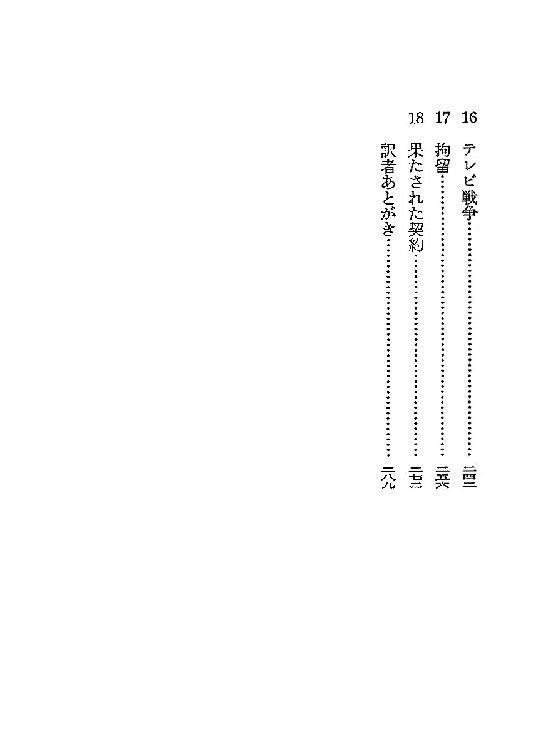 16 テレビ戦争……………………二四二
17 拘留……………………二五六
18 果たされた契約……………………二七三
訳者あとがき……………………二八九